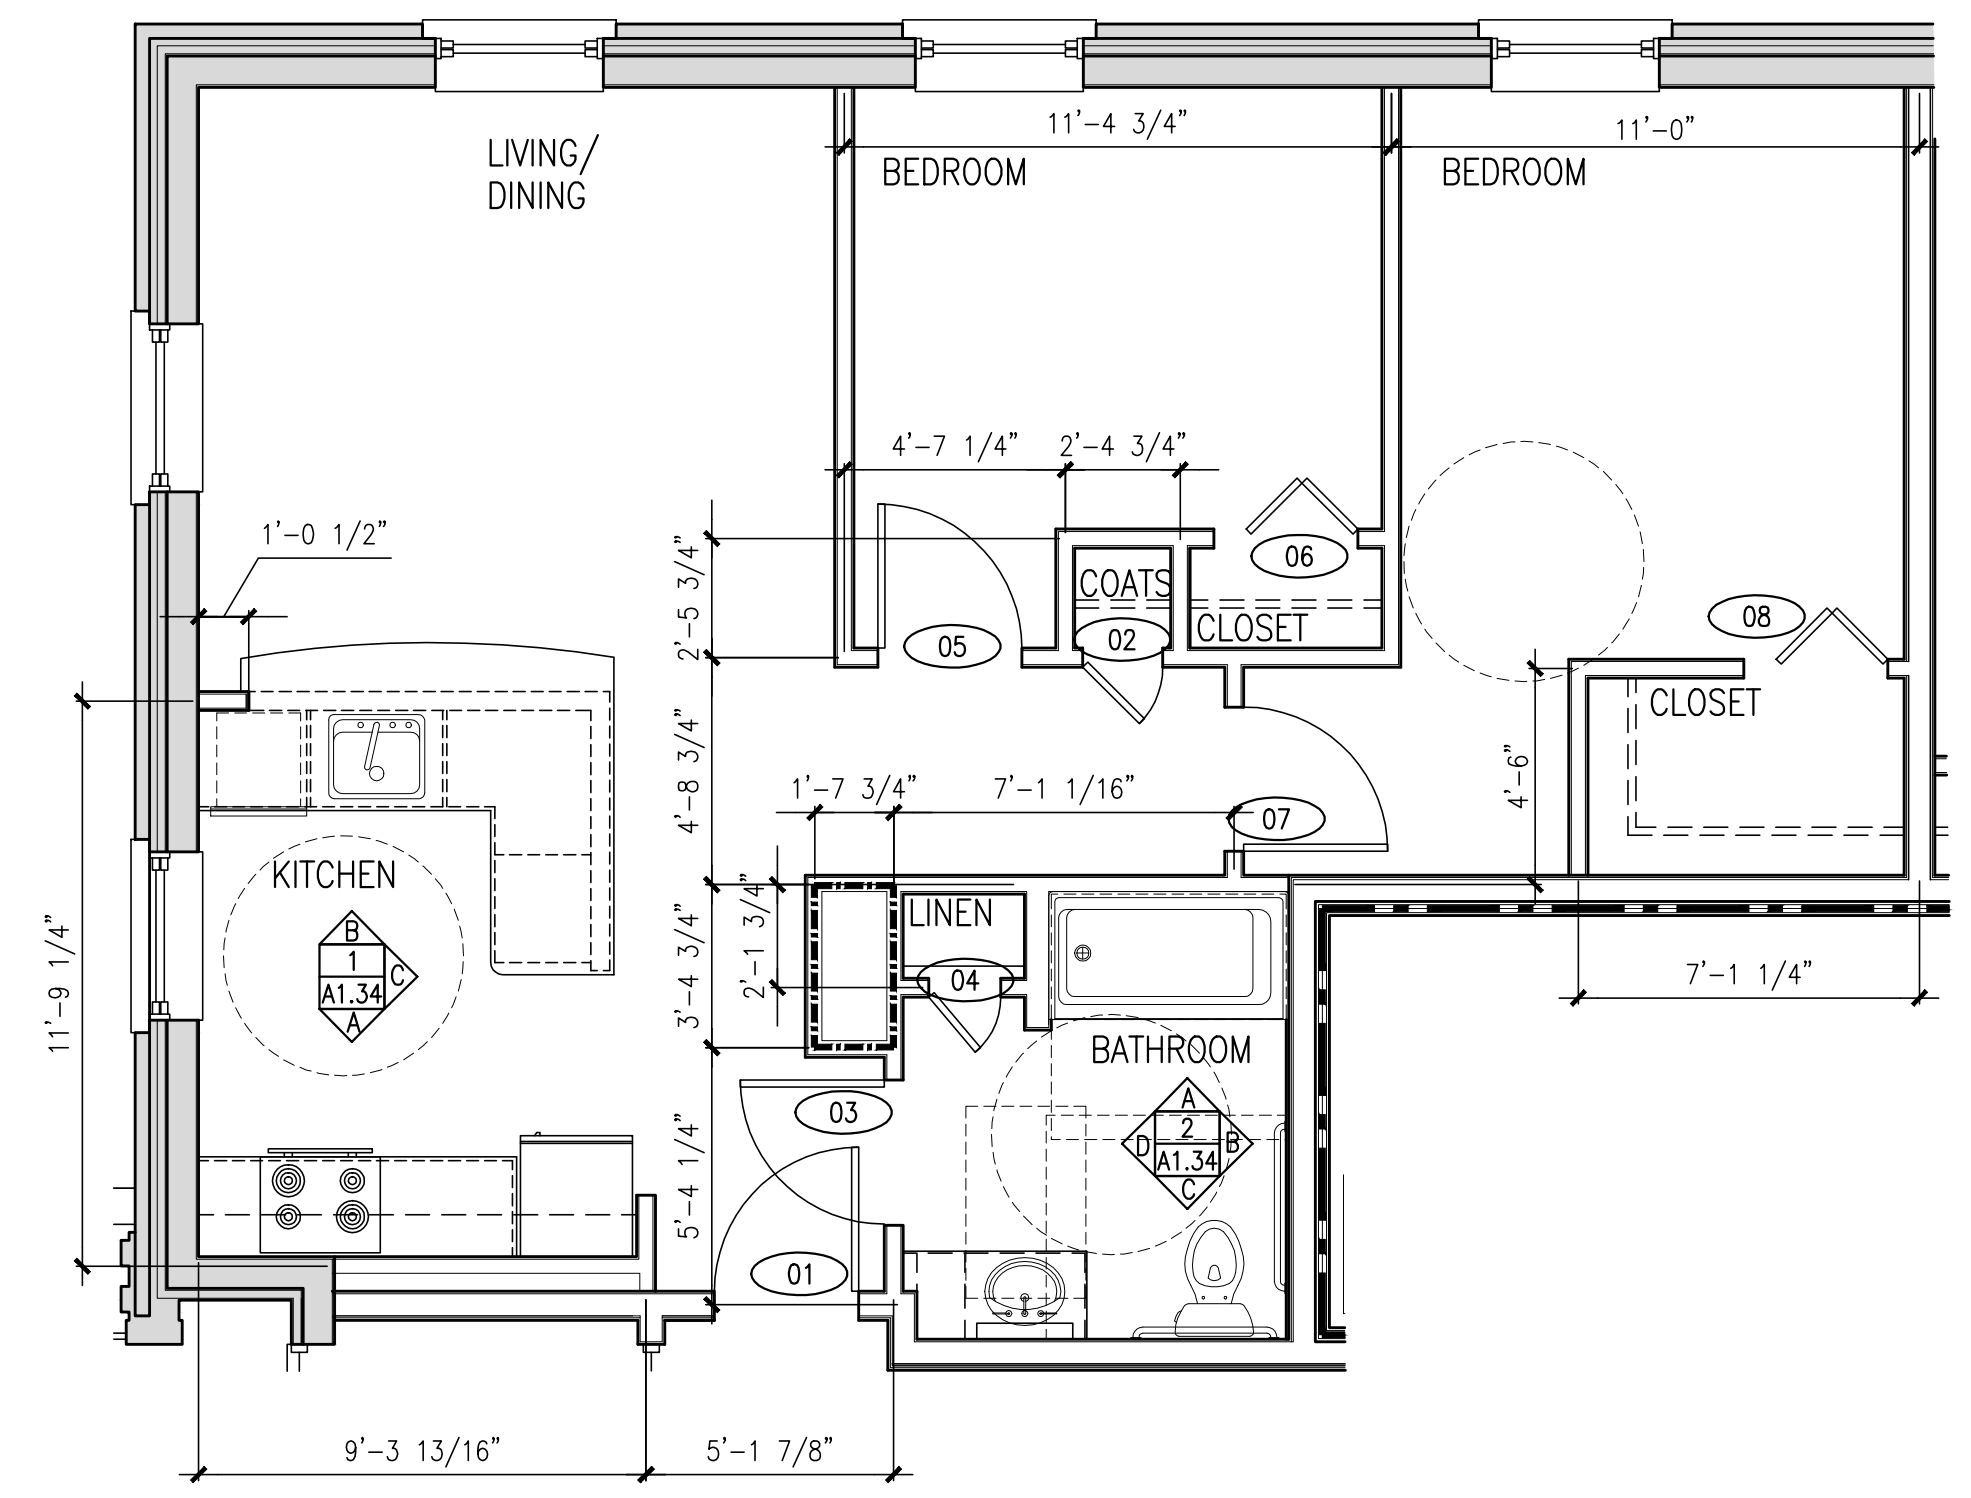 11'-4 3/4"
11'-0"
LIVING/
DINING
BEDROOM
BEDROOM
4'-7 1/4"
2'-4 3/4"
1'-0 1/2"
2'-5 3/4"
COATS
06
CLOSET
05
02
08
CLOSET
4'-8 3/4"
1'-7 3/4"
7'-1 1/16"
07
4'-6"
KITCHEN
B
1
C
A1.34
A
11'-9 1/4"
3'-4 3/4"
2'-1 3/4"
LINEN
04
7'-1 1/4"
BATHROOM
A
2
D
B
A1.34
C
03
5'-4 1/4"
01
9'-3 13/16"
5'-1 7/8"